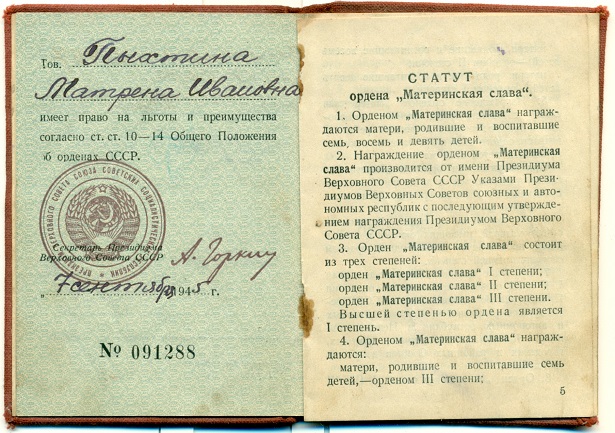 Тов. Пыхтина
Матрена Ивановна
имеет право на льготы и преимущества
согласно ст. ст. 10—14 Общего Положения
об орденах СССР.
Секретарь Президиума
Верховного Совета СССР
А. Горкин
„7 сентября 1945 г.
№ 091288
СТАТУТ
ордена „Материнская слава“.
1. Орденом „Материнская слава“ награж-
даются матери, родившие и воспитавшие
семь, восемь и девять детей.
2. Награждение орденом „Материнская
слава“ производится от имени Президиума
Верховного Совета СССР Указами Прези-
диумов Верховных Советов союзных и авто-
номных республик с последующим утвержде-
нием награждения Президиумом Верховного
Совета СССР.
3. Орден „Материнская слава“ состоит
из трех степеней:
орден „Материнская слава“ I степени;
орден „Материнская слава“ II степени;
орден „Материнская слава“ III степени.
Высшей степенью ордена является
I степень.
4. Орденом „Материнская слава“ награж-
даются:
матери, родившие и воспитавшие семь
детей,—орденом III степени;
5